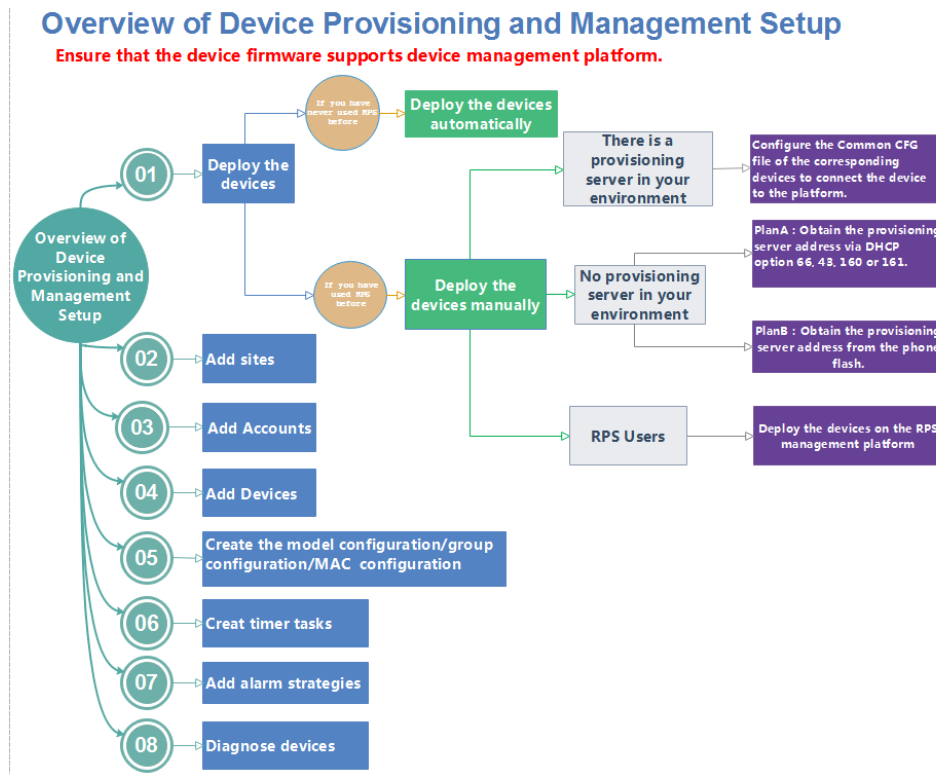 Overview of Device Provisioning and Management Setup
Ensure that the device firmware supports device management platform.
Overview of
Device
Provisioning and
Management
Setup
01
Deploy the
devices
If you have
never used RPS
before
Deploy the devices
automatically
If you have
used RPS
before
Deploy the
devices manually
There is a
provisioning
server in your
environment
Configure the Common CFG
file of the corresponding
devices to connect the device
to the platform.
No provisioning
server in your
environment
PlanA : Obtain the provisioning
server address via DHCP
option 66, 43, 160 or 161.
PlanB : Obtain the provisioning
server address from the phone
flash.
RPS Users
Deploy the devices on the RPS
management platform
02
Add sites
03
Add Accounts
04
Add Devices
05
Create the model configuration/group
configuration/MAC configuration
06
Creat timer tasks
07
Add alarm strategies
08
Diagnose devices